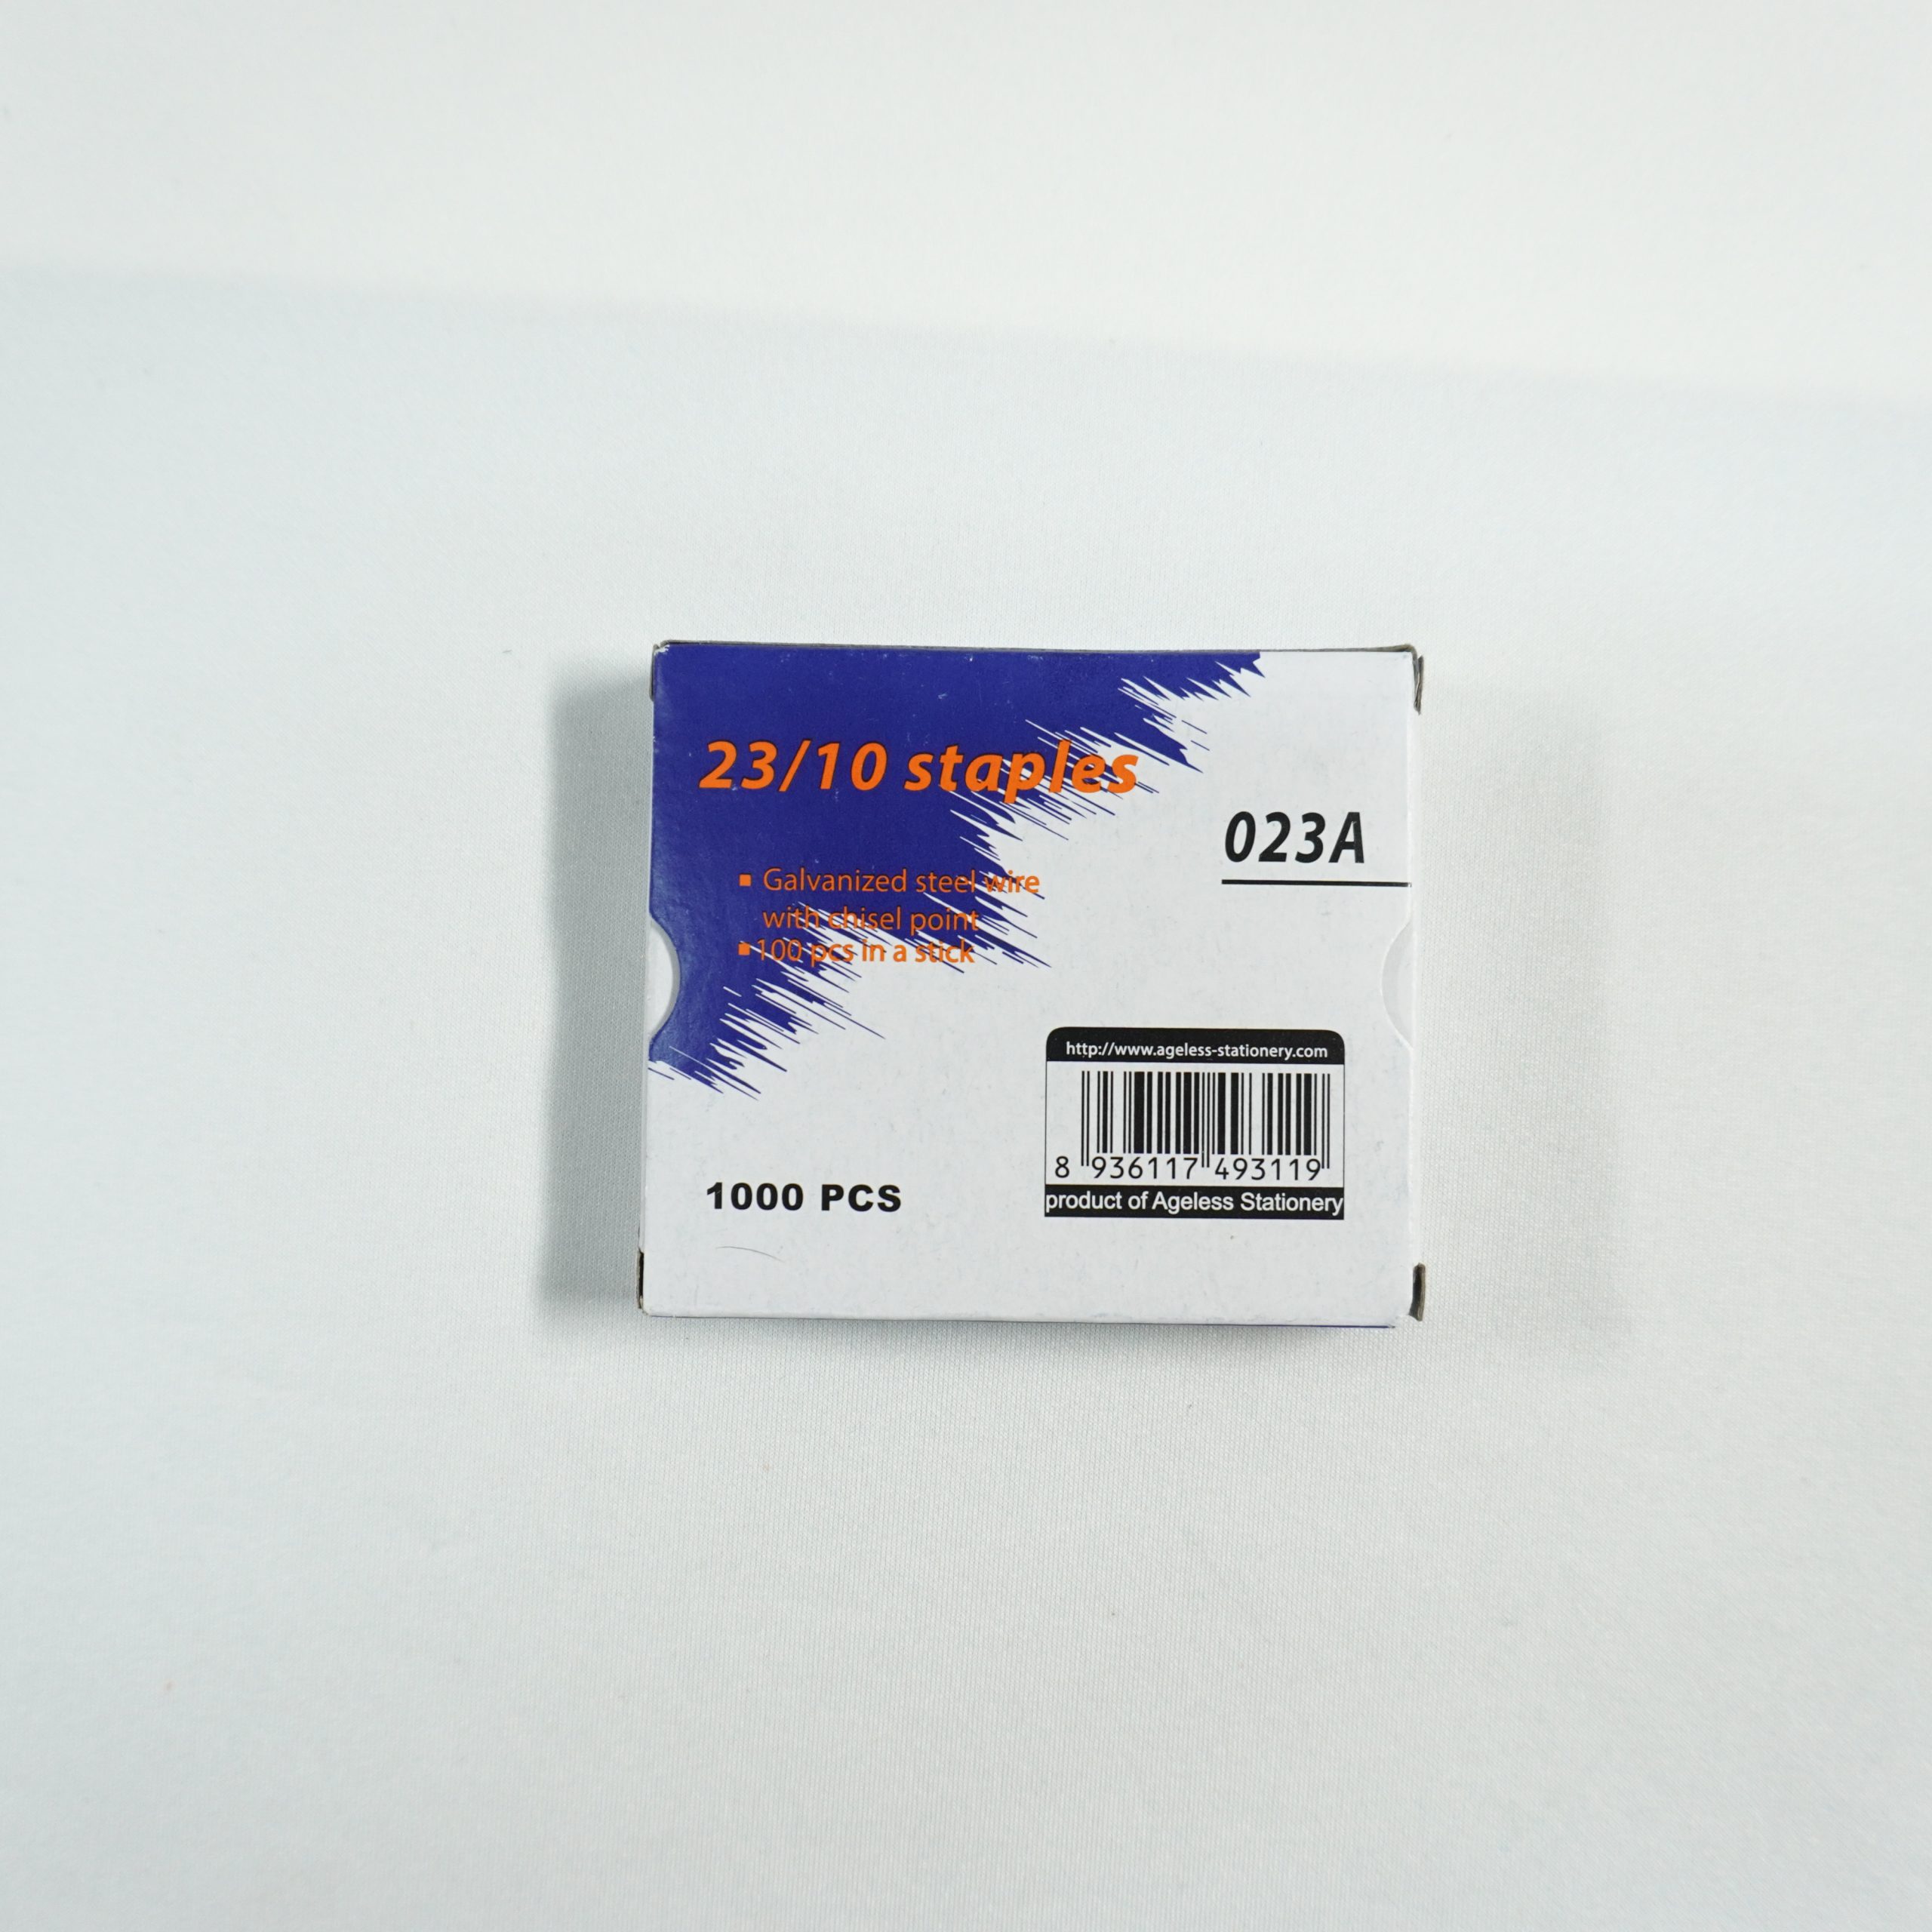 23/10 staples
023A
▪ Galvanized steel wire
with chisel point
▪100 pcs in a stick
http://www.ageless-stationery.com
8 936117 493119
product of Ageless Stationery
1000 PCS